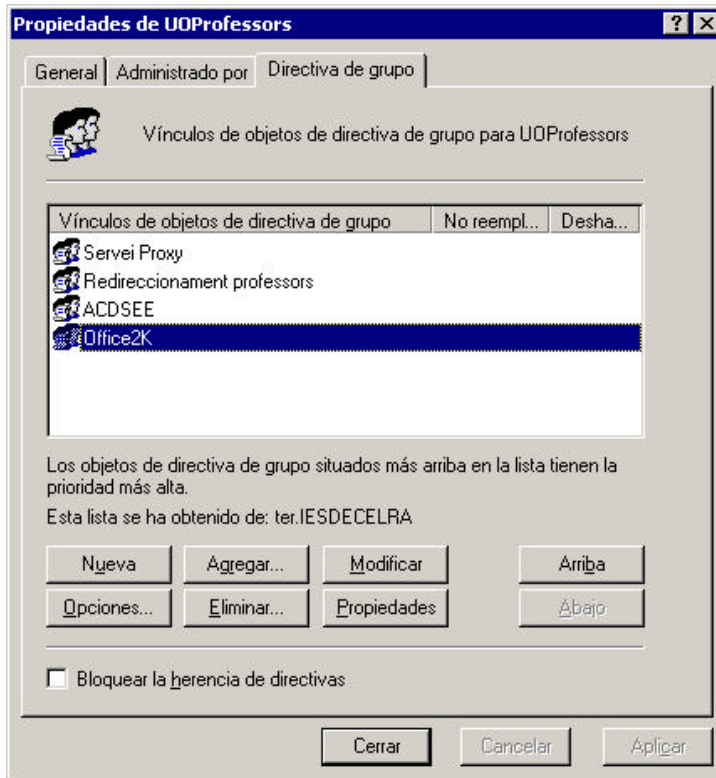 Propiedades de UOProfessors
General Administrado por Directiva de grupo
Vínculos de objetos de directiva de grupo para UOProfessors
Vínculos de objetos de directiva de grupo No reempl... Desha...
Servei Proxy
Redireccionament professors
ACDSEE
Office2K
Los objetos de directiva de grupo situados más arriba en la lista tienen la
prioridad más alta.
Esta lista se ha obtenido de: ter.IESDECELRA
Nueva Agregar... Modificar Arriba
Opciones... Eliminar... Propiedades Abajo
Bloquear la herencia de directivas
Cerrar Cancelar Aplicar